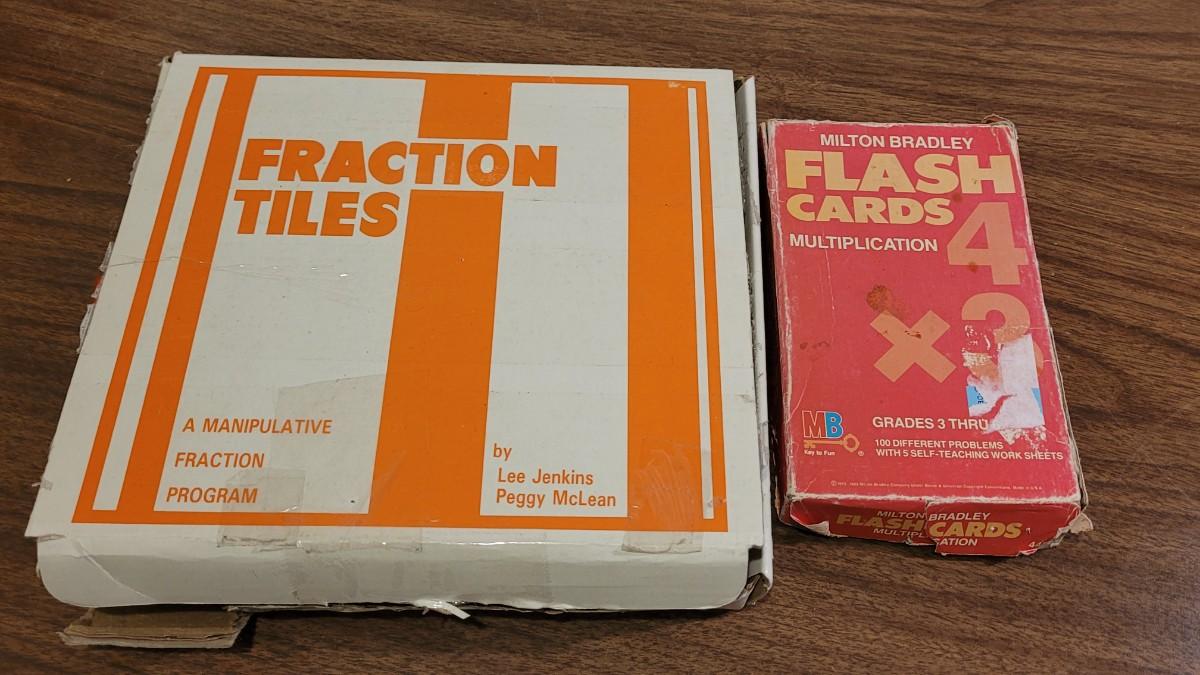 FRACTION
TILES
A MANIPULATIVE
FRACTION
PROGRAM
by
Lee Jenkins
Peggy McLean
MILTON BRADLEY
FLASH
CARDS
MULTIPLICATION
4
×
MB
Key to Fun
®
GRADES 3 THRU
100 DIFFERENT PROBLEMS
WITH 5 SELF-TEACHING WORK SHEETS
MILTON BRADLEY
FLASH CARDS